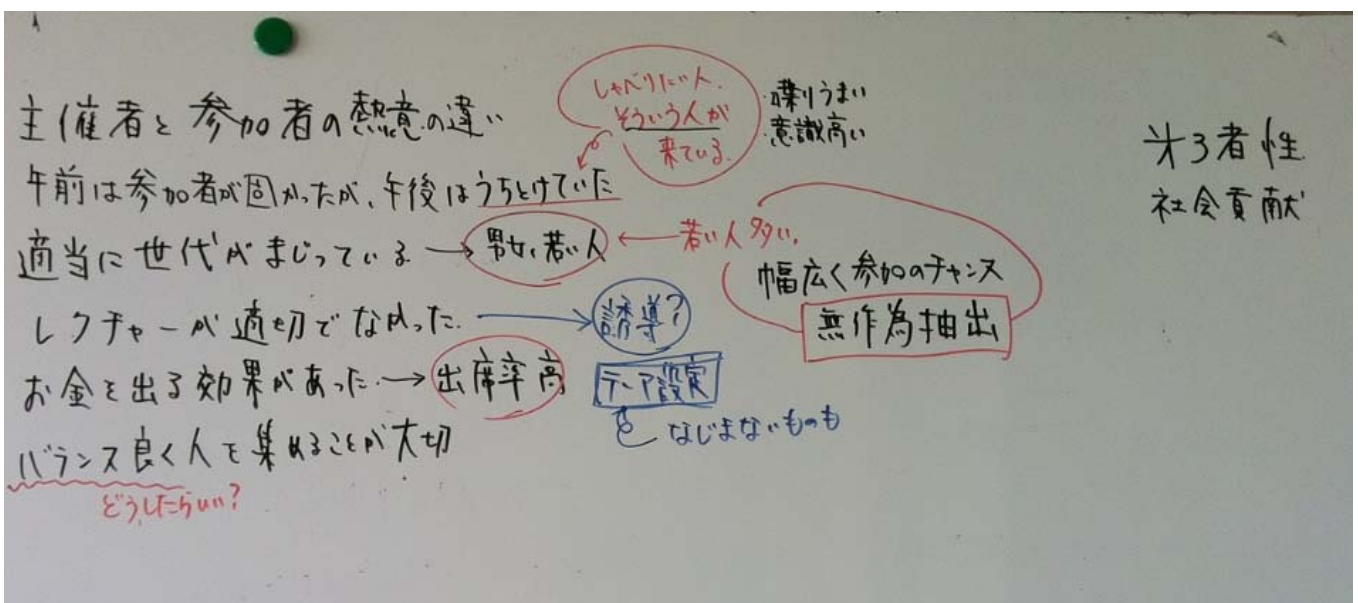 主催者と参加者の熱意の違い
しゃべりたい人.
そういう人が
来ている.
・喋りうまい
・意識高い
午前は参加者が固かったが、午後はうちとけていた
適当に世代がまじっている → 男女、若い人 ← 若い人多い.
レクチャーが適切でなかった. → 誘導?
お金を出る効果があった. → 出席率高
テーマ設定
なじまないものも
バランス良く人を集めることが大切
どうしたらいい?
幅広く参加のチャンス
無作為抽出
㐧3者性
社会貢献